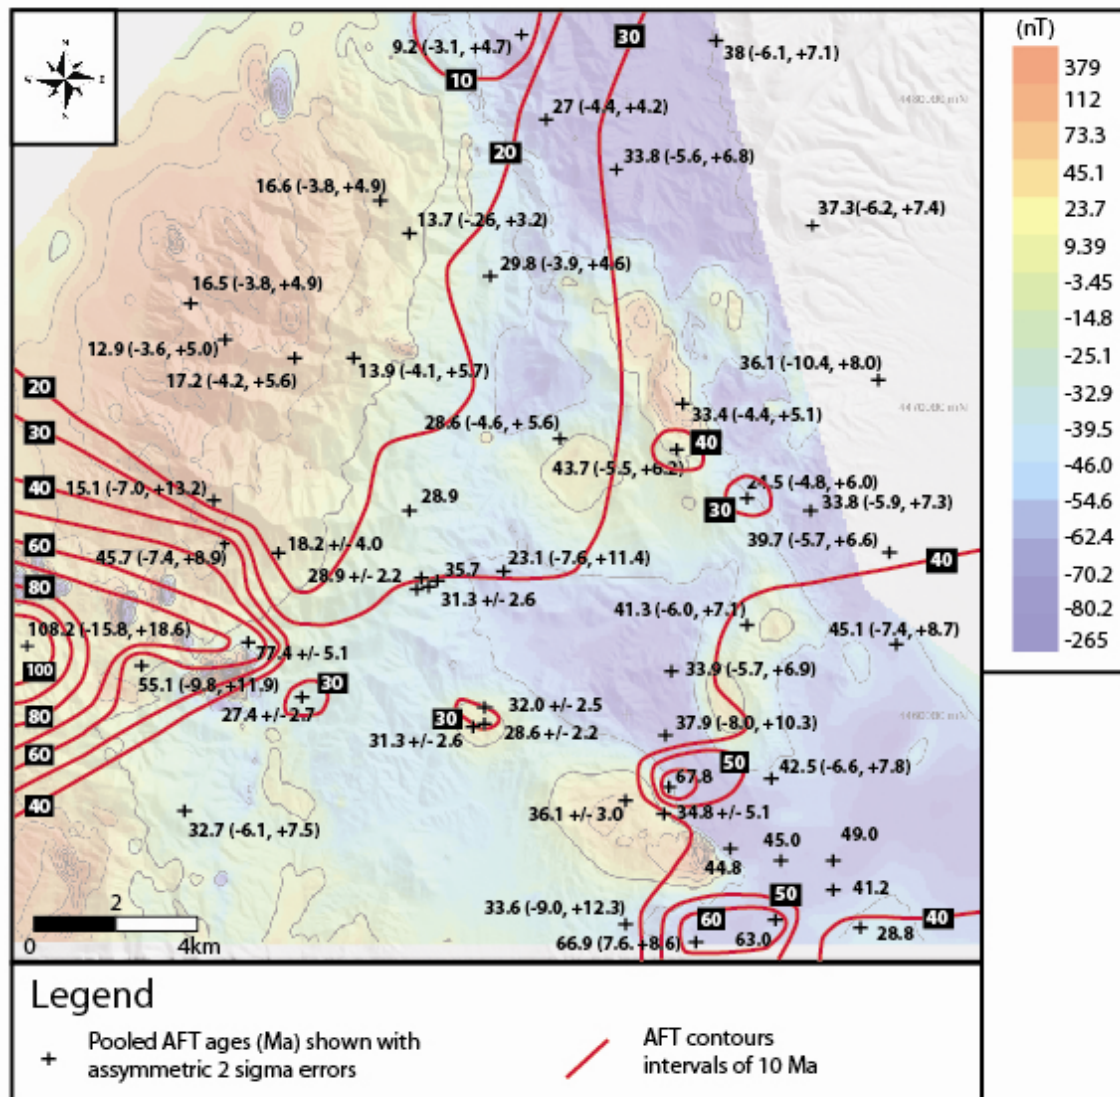 (nT)
379
112
73.3
45.1
23.7
9.39
-3.45
-14.8
-25.1
-32.9
-39.5
-46.0
-54.6
-62.4
-70.2
-80.2
-265
30
9.2 (-3.1, +4.7)
38 (-6.1, +7.1)
10
4480000 mN
27 (-4.4, +4.2)
20
33.8 (-5.6, +6.8)
16.6 (-3.8, +4.9)
37.3(-6.2, +7.4)
13.7 (-.26, +3.2)
29.8 (-3.9, +4.6)
16.5 (-3.8, +4.9)
12.9 (-3.6, +5.0)
36.1 (-10.4, +8.0)
13.9 (-4.1, +5.7)
17.2 (-4.2, +5.6)
20
4470000 mN
33.4 (-4.4, +5.1)
28.6 (-4.6, + 5.6)
30
40
43.7 (-5.5, +6.2)
24.5 (-4.8, +6.0)
40
15.1 (-7.0, +13.2)
28.9
33.8 (-5.9, +7.3)
30
39.7 (-5.7, +6.6)
60
45.7 (-7.4, +8.9)
18.2 +/- 4.0
23.1 (-7.6, +11.4)
40
35.7
28.9 +/- 2.2
80
31.3 +/- 2.6
41.3 (-6.0, +7.1)
108.2 (-15.8, +18.6)
45.1 (-7.4, +8.7)
77.4 +/- 5.1
100
33.9 (-5.7, +6.9)
55.1 (-9.8, +11.9)
30
27.4 +/- 2.7
32.0 +/- 2.5
80
30
4460000 mN
37.9 (-8.0, +10.3)
28.6 +/- 2.2
31.3 +/- 2.6
60
50
42.5 (-6.6, +7.8)
67.8
40
36.1 +/- 3.0
34.8 +/- 5.1
32.7 (-6.1, +7.5)
45.0
49.0
44.8
41.2
50
2
33.6 (-9.0, +12.3)
60
40
28.8
0
4km
66.9 (7.6. +8.6)
63.0
Legend
Pooled AFT ages (Ma) shown with
assymetric 2 sigma errors
AFT contours
intervals of 10 Ma